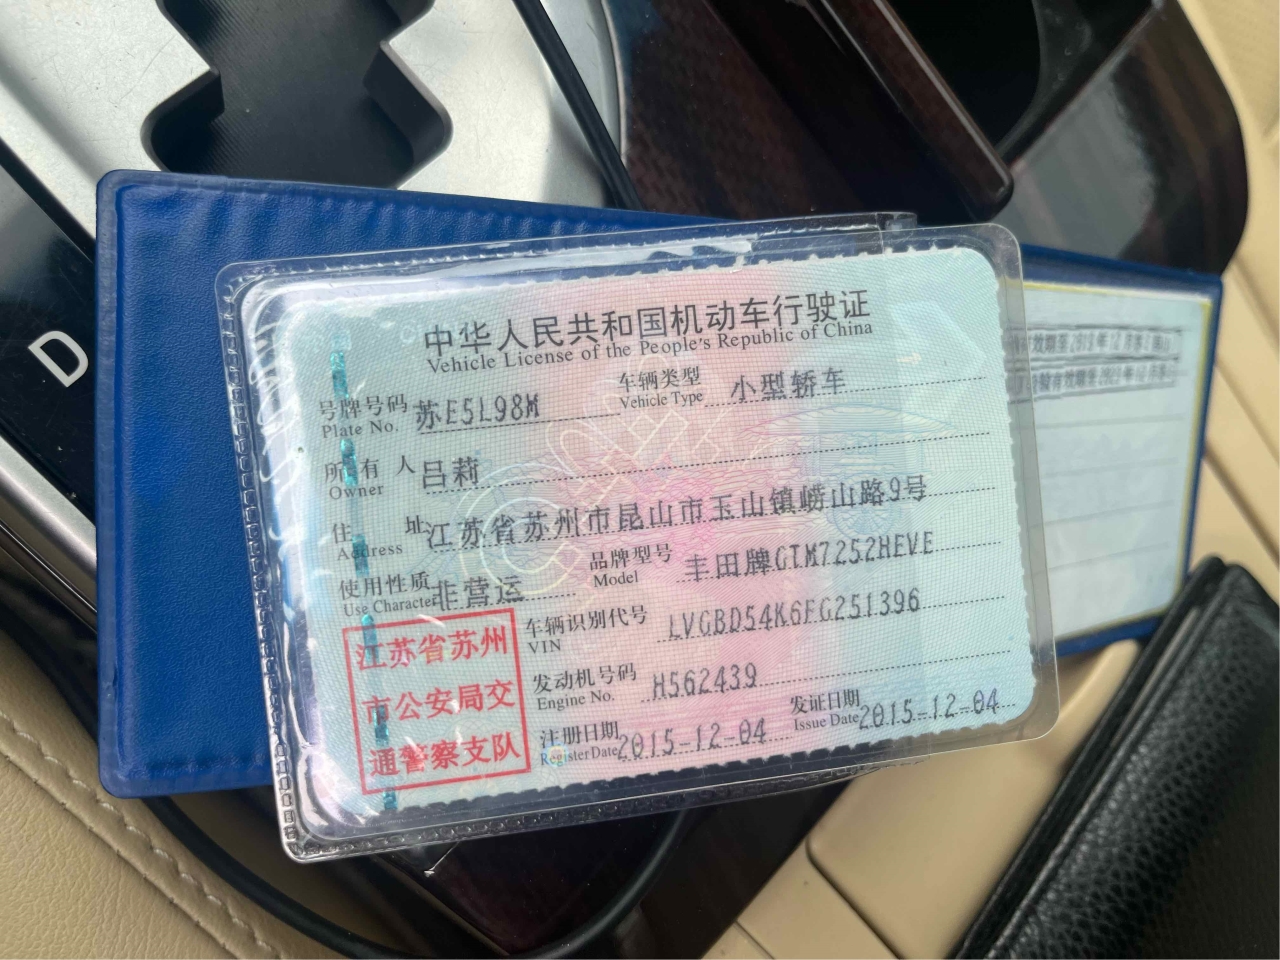 D
中华人民共和国机动车行驶证
Vehicle License of the People's Republic of China
号牌号码 苏E5L98M 车辆类型 小型轿车
Plate No. Vehicle Type
所有人 吕莉
Owner
住址 江苏省苏州市昆山市玉山镇崂山路9号
Address
使用性质 非营运 品牌型号 丰田牌GTM7252HEVE
Use Character Model
江苏省苏州
市公安局交
通警察支队
车辆识别代号 LVGBD54K6FG251396
VIN
发动机号码 H562439
Engine No.
注册日期 2015-12-04 发证日期 2015-12-04
Register Date Issue Date